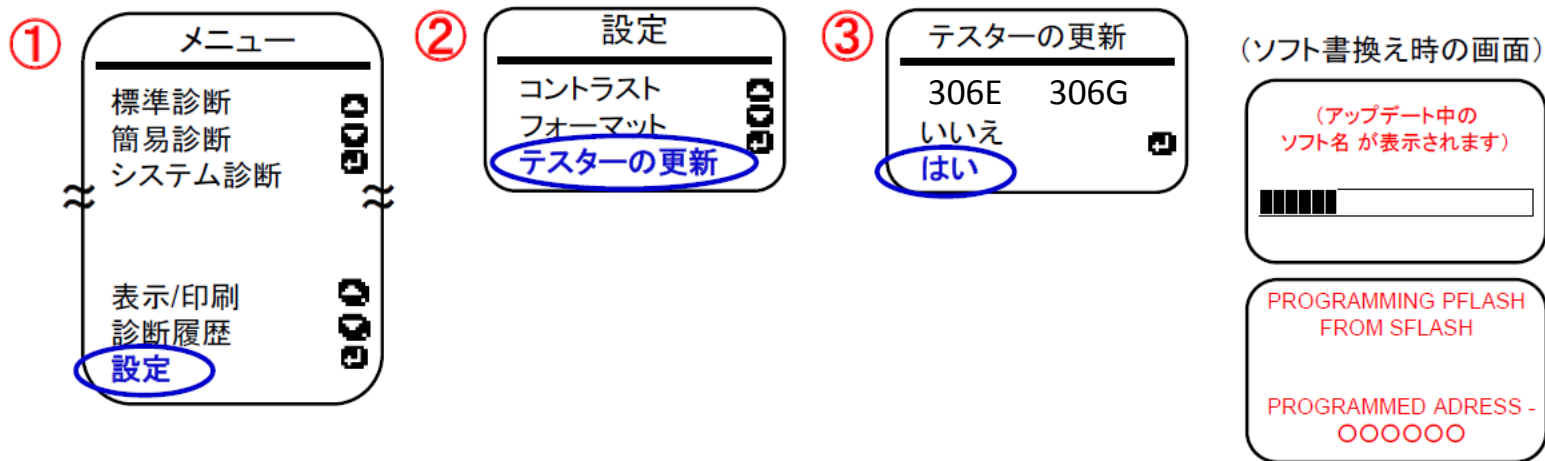 ①
メニュー
標準診断
簡易診断
システム診断
表示/印刷
診断履歴
設定
②
設定
コントラスト
フォーマット
テスターの更新
③
テスターの更新
306E 306G
いいえ
はい
(ソフト書換え時の画面)
(アップデート中の
ソフト名 が表示されます)
PROGRAMMING PFLASH
FROM SFLASH
PROGRAMMED ADRESS -
〇〇〇〇〇〇